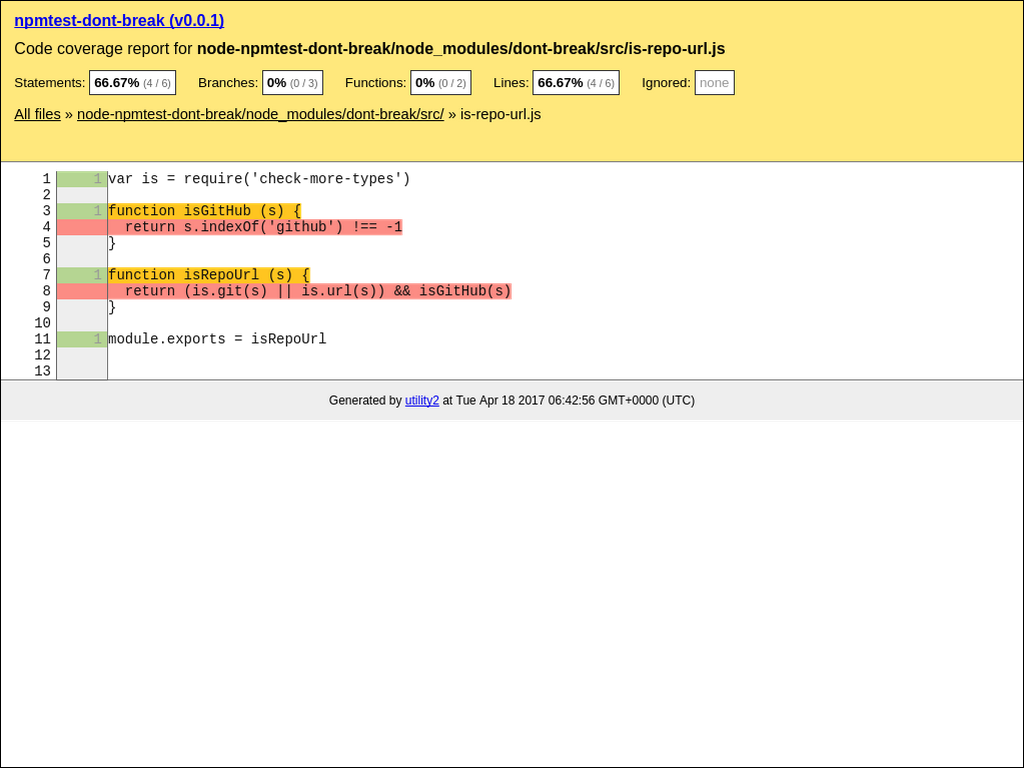 npmtest-dont-break (v0.0.1)
Code coverage report for node-npmtest-dont-break/node_modules/dont-break/src/is-repo-url.js
Statements: 66.67% (4 / 6) Branches: 0% (0 / 3) Functions: 0% (0 / 2) Lines: 66.67% (4 / 6) Ignored: none
All files » node-npmtest-dont-break/node_modules/dont-break/src/ » is-repo-url.js
1 1 var is = require('check-more-types')
2
3 1 function isGitHub (s) {
4   return s.indexOf('github') !== -1
5 }
6
7 1 function isRepoUrl (s) {
8   return (is.git(s) || is.url(s)) && isGitHub(s)
9 }
10
11 1 module.exports = isRepoUrl
12
13
Generated by utility2 at Tue Apr 18 2017 06:42:56 GMT+0000 (UTC)